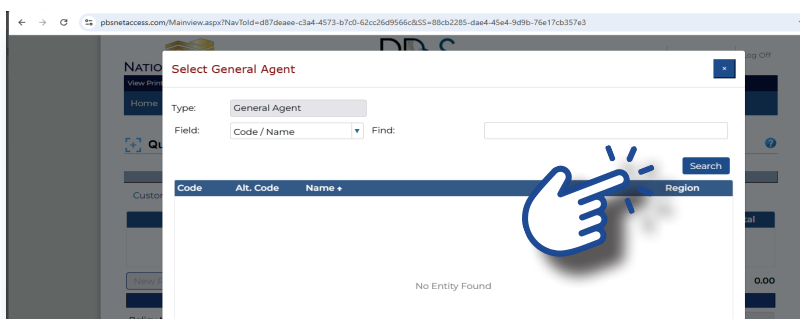 pbsnetaccess.com/Mainview.aspx?NavToId=d87deaee-c3a4-4573-b7c0-62cc26d9566c&SS=88cb2285-dae4-45e4-9d9b-76e17cb357e3
Log Off
NATIO
Select General Agent
×
View Print
Home
Type: General Agent
Field: Code / Name Find:
Qu
?
Search
Code Alt. Code Name Region
Custor
tal
No Entity Found
New P
0.00